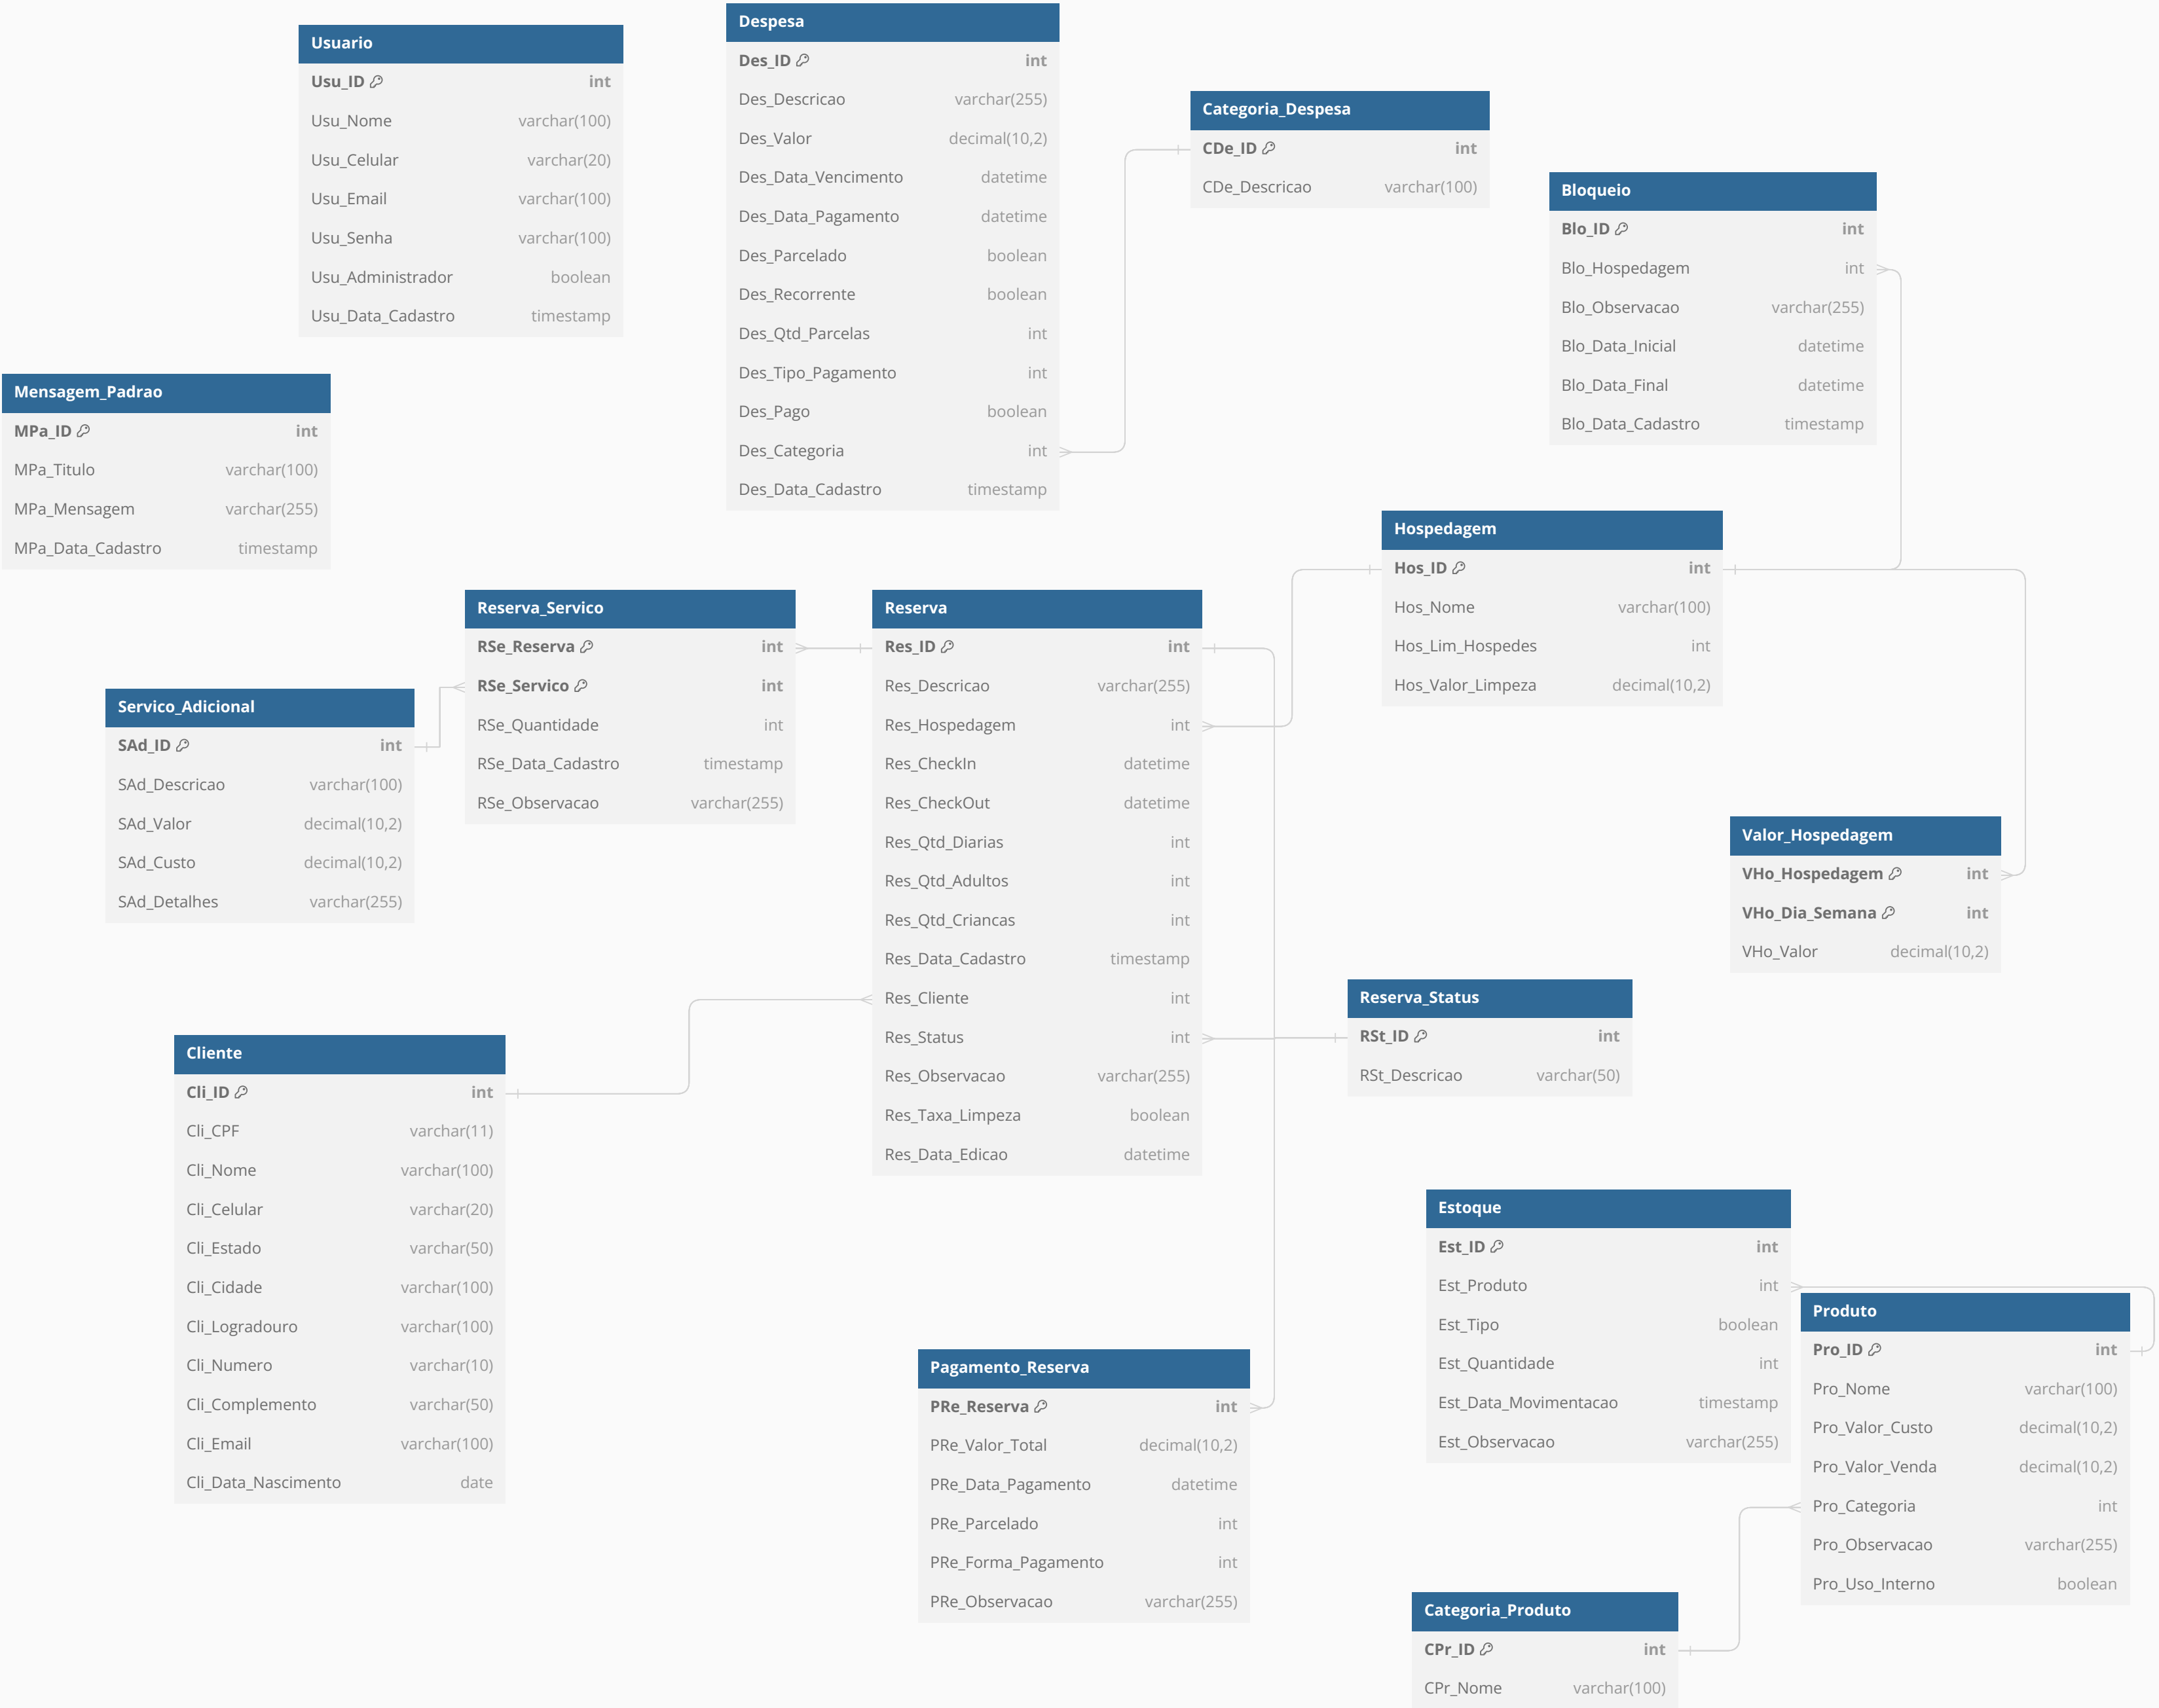 Usuario
Usu_ID int
Usu_Nome varchar(100)
Usu_Celular varchar(20)
Usu_Email varchar(100)
Usu_Senha varchar(100)
Usu_Administrador boolean
Usu_Data_Cadastro timestamp
Despesa
Des_ID int
Des_Descricao varchar(255)
Des_Valor decimal(10,2)
Des_Data_Vencimento datetime
Des_Data_Pagamento datetime
Des_Parcelado boolean
Des_Recorrente boolean
Des_Qtd_Parcelas int
Des_Tipo_Pagamento int
Des_Pago boolean
Des_Categoria int
Des_Data_Cadastro timestamp
Categoria_Despesa
CDe_ID int
CDe_Descricao varchar(100)
Bloqueio
Blo_ID int
Blo_Hospedagem int
Blo_Observacao varchar(255)
Blo_Data_Inicial datetime
Blo_Data_Final datetime
Blo_Data_Cadastro timestamp
Mensagem_Padrao
MPa_ID int
MPa_Titulo varchar(100)
MPa_Mensagem varchar(255)
MPa_Data_Cadastro timestamp
Hospedagem
Hos_ID int
Hos_Nome varchar(100)
Hos_Lim_Hospedes int
Hos_Valor_Limpeza decimal(10,2)
Reserva_Servico
RSe_Reserva int
RSe_Servico int
RSe_Quantidade int
RSe_Data_Cadastro timestamp
RSe_Observacao varchar(255)
Reserva
Res_ID int
Res_Descricao varchar(255)
Res_Hospedagem int
Res_CheckIn datetime
Res_CheckOut datetime
Res_Qtd_Diarias int
Res_Qtd_Adultos int
Res_Qtd_Criancas int
Res_Data_Cadastro timestamp
Res_Cliente int
Res_Status int
Res_Observacao varchar(255)
Res_Taxa_Limpeza boolean
Res_Data_Edicao datetime
Servico_Adicional
SAd_ID int
SAd_Descricao varchar(100)
SAd_Valor decimal(10,2)
SAd_Custo decimal(10,2)
SAd_Detalhes varchar(255)
Valor_Hospedagem
VHo_Hospedagem int
VHo_Dia_Semana int
VHo_Valor decimal(10,2)
Reserva_Status
RSt_ID int
RSt_Descricao varchar(50)
Cliente
Cli_ID int
Cli_CPF varchar(11)
Cli_Nome varchar(100)
Cli_Celular varchar(20)
Cli_Estado varchar(50)
Cli_Cidade varchar(100)
Cli_Logradouro varchar(100)
Cli_Numero varchar(10)
Cli_Complemento varchar(50)
Cli_Email varchar(100)
Cli_Data_Nascimento date
Estoque
Est_ID int
Est_Produto int
Est_Tipo boolean
Est_Quantidade int
Est_Data_Movimentacao timestamp
Est_Observacao varchar(255)
Produto
Pro_ID int
Pro_Nome varchar(100)
Pro_Valor_Custo decimal(10,2)
Pro_Valor_Venda decimal(10,2)
Pro_Categoria int
Pro_Observacao varchar(255)
Pro_Uso_Interno boolean
Pagamento_Reserva
PRe_Reserva int
PRe_Valor_Total decimal(10,2)
PRe_Data_Pagamento datetime
PRe_Parcelado int
PRe_Forma_Pagamento int
PRe_Observacao varchar(255)
Categoria_Produto
CPr_ID int
CPr_Nome varchar(100)